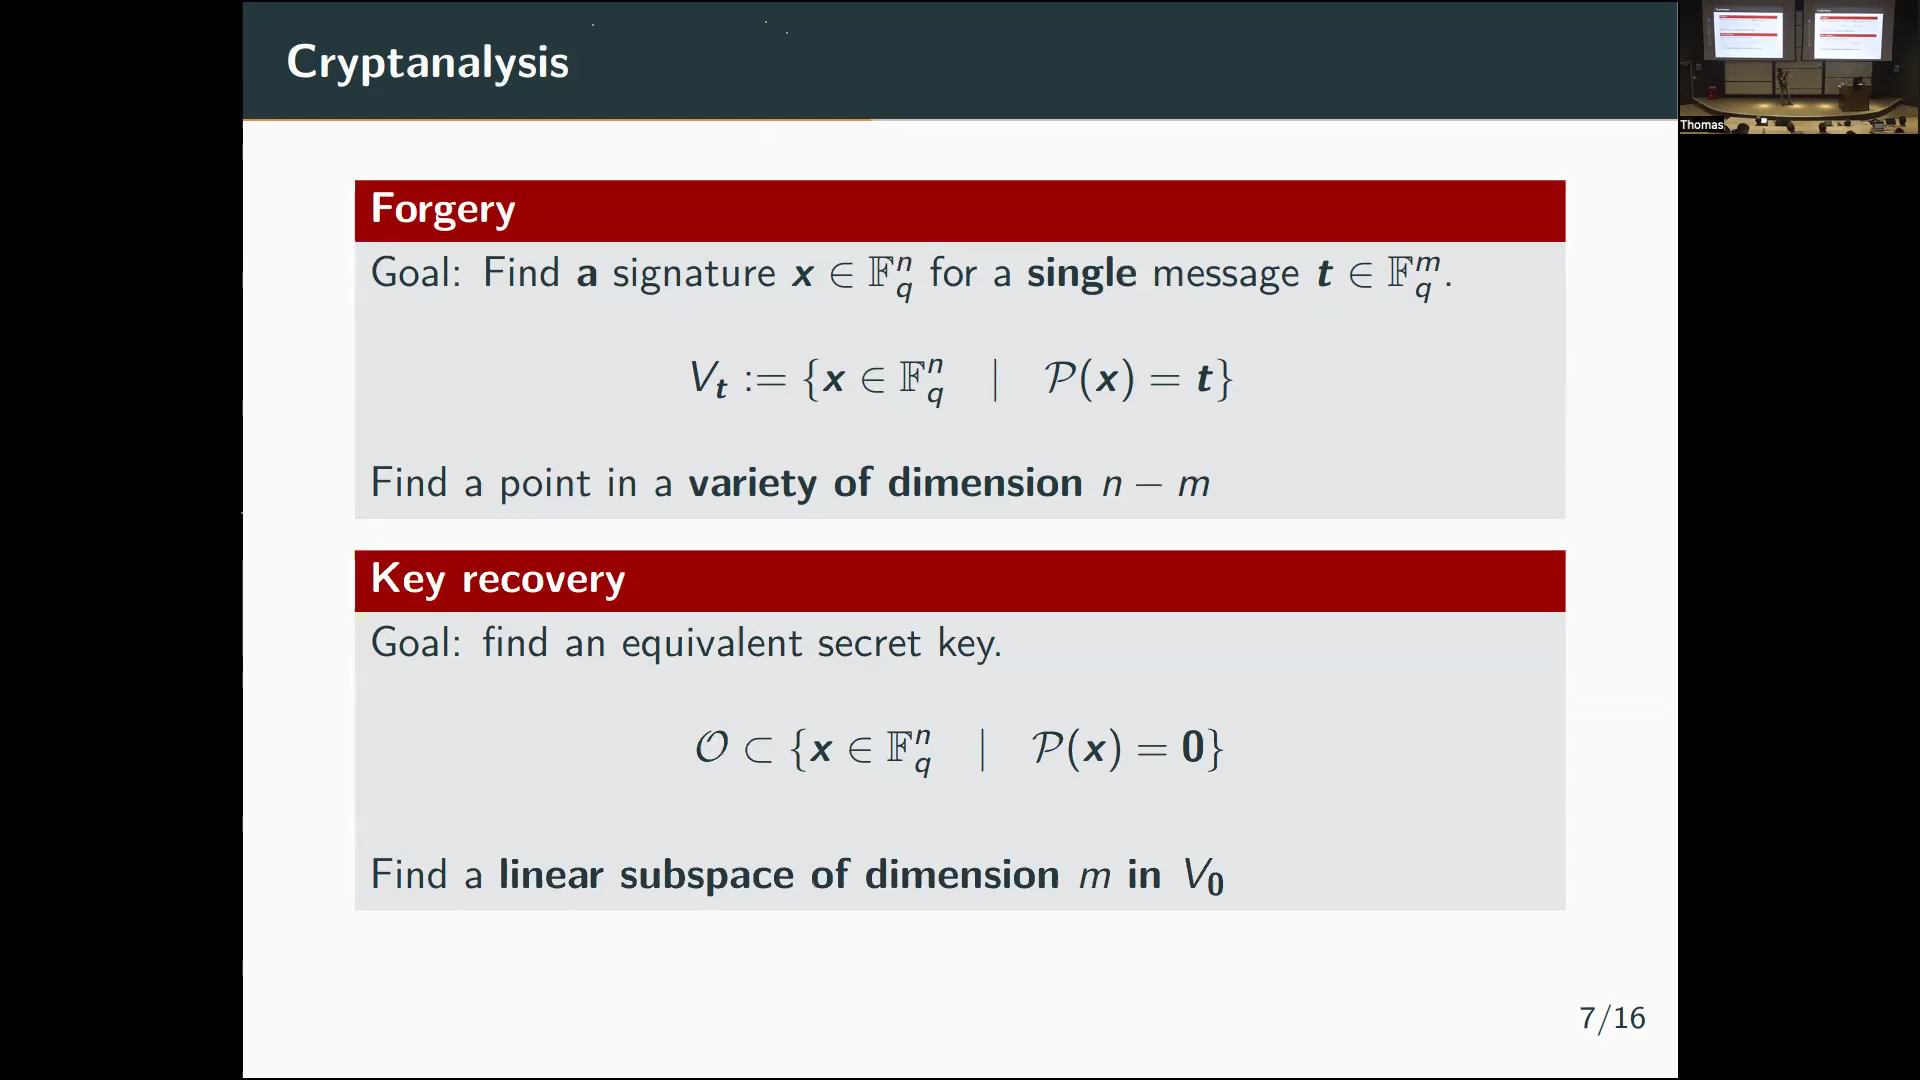 Cryptanalysis
Thomas
Forgery
Goal: Find a signature x ∈ 𝔽_q^n for a single message t ∈ 𝔽_q^m.
V_t := {x ∈ 𝔽_q^n | 𝒫(x) = t}
Find a point in a variety of dimension n − m
Key recovery
Goal: find an equivalent secret key.
𝒪 ⊂ {x ∈ 𝔽_q^n | 𝒫(x) = 0}
Find a linear subspace of dimension m in V_0
7/16